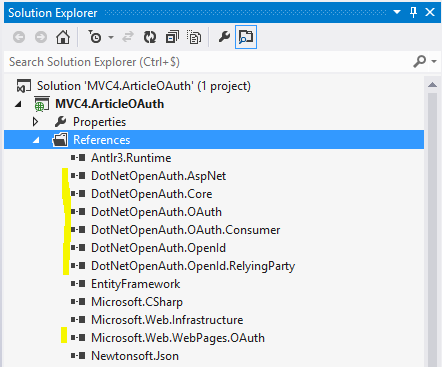 Solution Explorer
Search Solution Explorer (Ctrl+$)
Solution 'MVC4.ArticleOAuth' (1 project)
MVC4.ArticleOAuth
Properties
References
Antlr3.Runtime
DotNetOpenAuth.AspNet
DotNetOpenAuth.Core
DotNetOpenAuth.OAuth
DotNetOpenAuth.OAuth.Consumer
DotNetOpenAuth.OpenId
DotNetOpenAuth.OpenId.RelyingParty
EntityFramework
Microsoft.CSharp
Microsoft.Web.Infrastructure
Microsoft.Web.WebPages.OAuth
Newtonsoft.Json